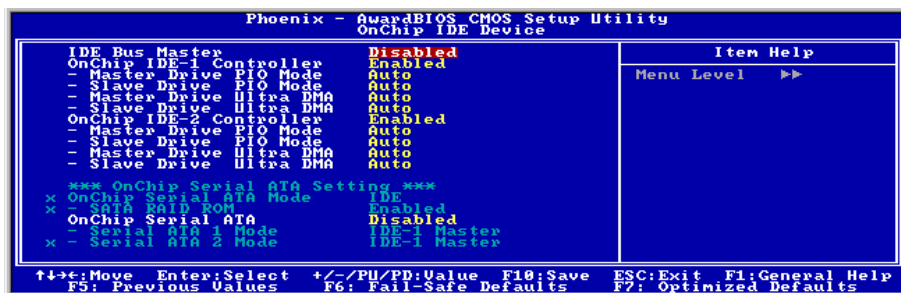 Phoenix - AwardBIOS CMOS Setup Utility
OnChip IDE Device
IDE Bus Master Disabled
OnChip IDE-1 Controller Enabled
- Master Drive PIO Mode Auto
- Slave Drive PIO Mode Auto
- Master Drive Ultra DMA Auto
- Slave Drive Ultra DMA Auto
OnChip IDE-2 Controller Enabled
- Master Drive PIO Mode Auto
- Slave Drive PIO Mode Auto
- Master Drive Ultra DMA Auto
- Slave Drive Ultra DMA Auto
*** OnChip Serial ATA Setting ***
x OnChip Serial ATA Mode IDE
x - SATA RAID ROM Enabled
OnChip Serial ATA Disabled
x - Serial ATA 1 Mode IDE-1 Master
x - Serial ATA 2 Mode IDE-1 Master
Item Help
Menu Level ▶▶
↑↓→←:Move Enter:Select +/-/PU/PD:Value F10:Save ESC:Exit F1:General Help
F5: Previous Values F6: Fail-Safe Defaults F7: Optimized Defaults